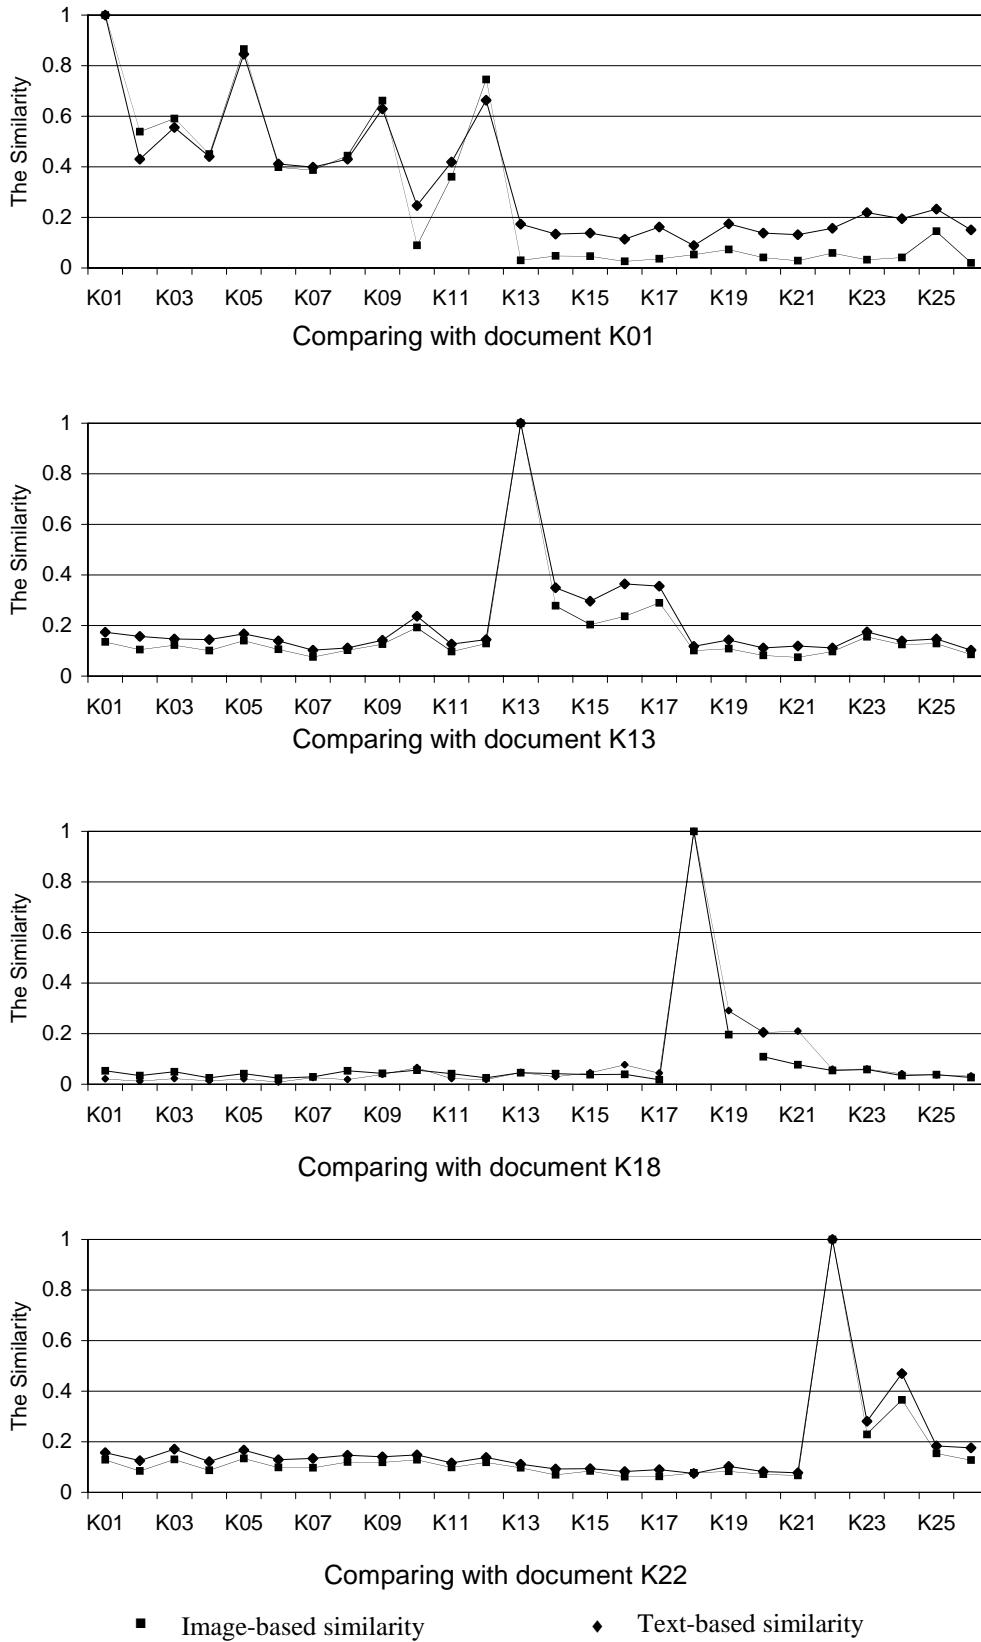 1
0.8
0.6
0.4
0.2
0
The Similarity
K01 K03 K05 K07 K09 K11 K13 K15 K17 K19 K21 K23 K25
Comparing with document K01
1
0.8
0.6
0.4
0.2
0
The Similarity
K01 K03 K05 K07 K09 K11 K13 K15 K17 K19 K21 K23 K25
Comparing with document K13
1
0.8
0.6
0.4
0.2
0
The Similarity
K01 K03 K05 K07 K09 K11 K13 K15 K17 K19 K21 K23 K25
Comparing with document K18
1
0.8
0.6
0.4
0.2
0
The Similarity
K01 K03 K05 K07 K09 K11 K13 K15 K17 K19 K21 K23 K25
Comparing with document K22
Image-based similarity Text-based similarity